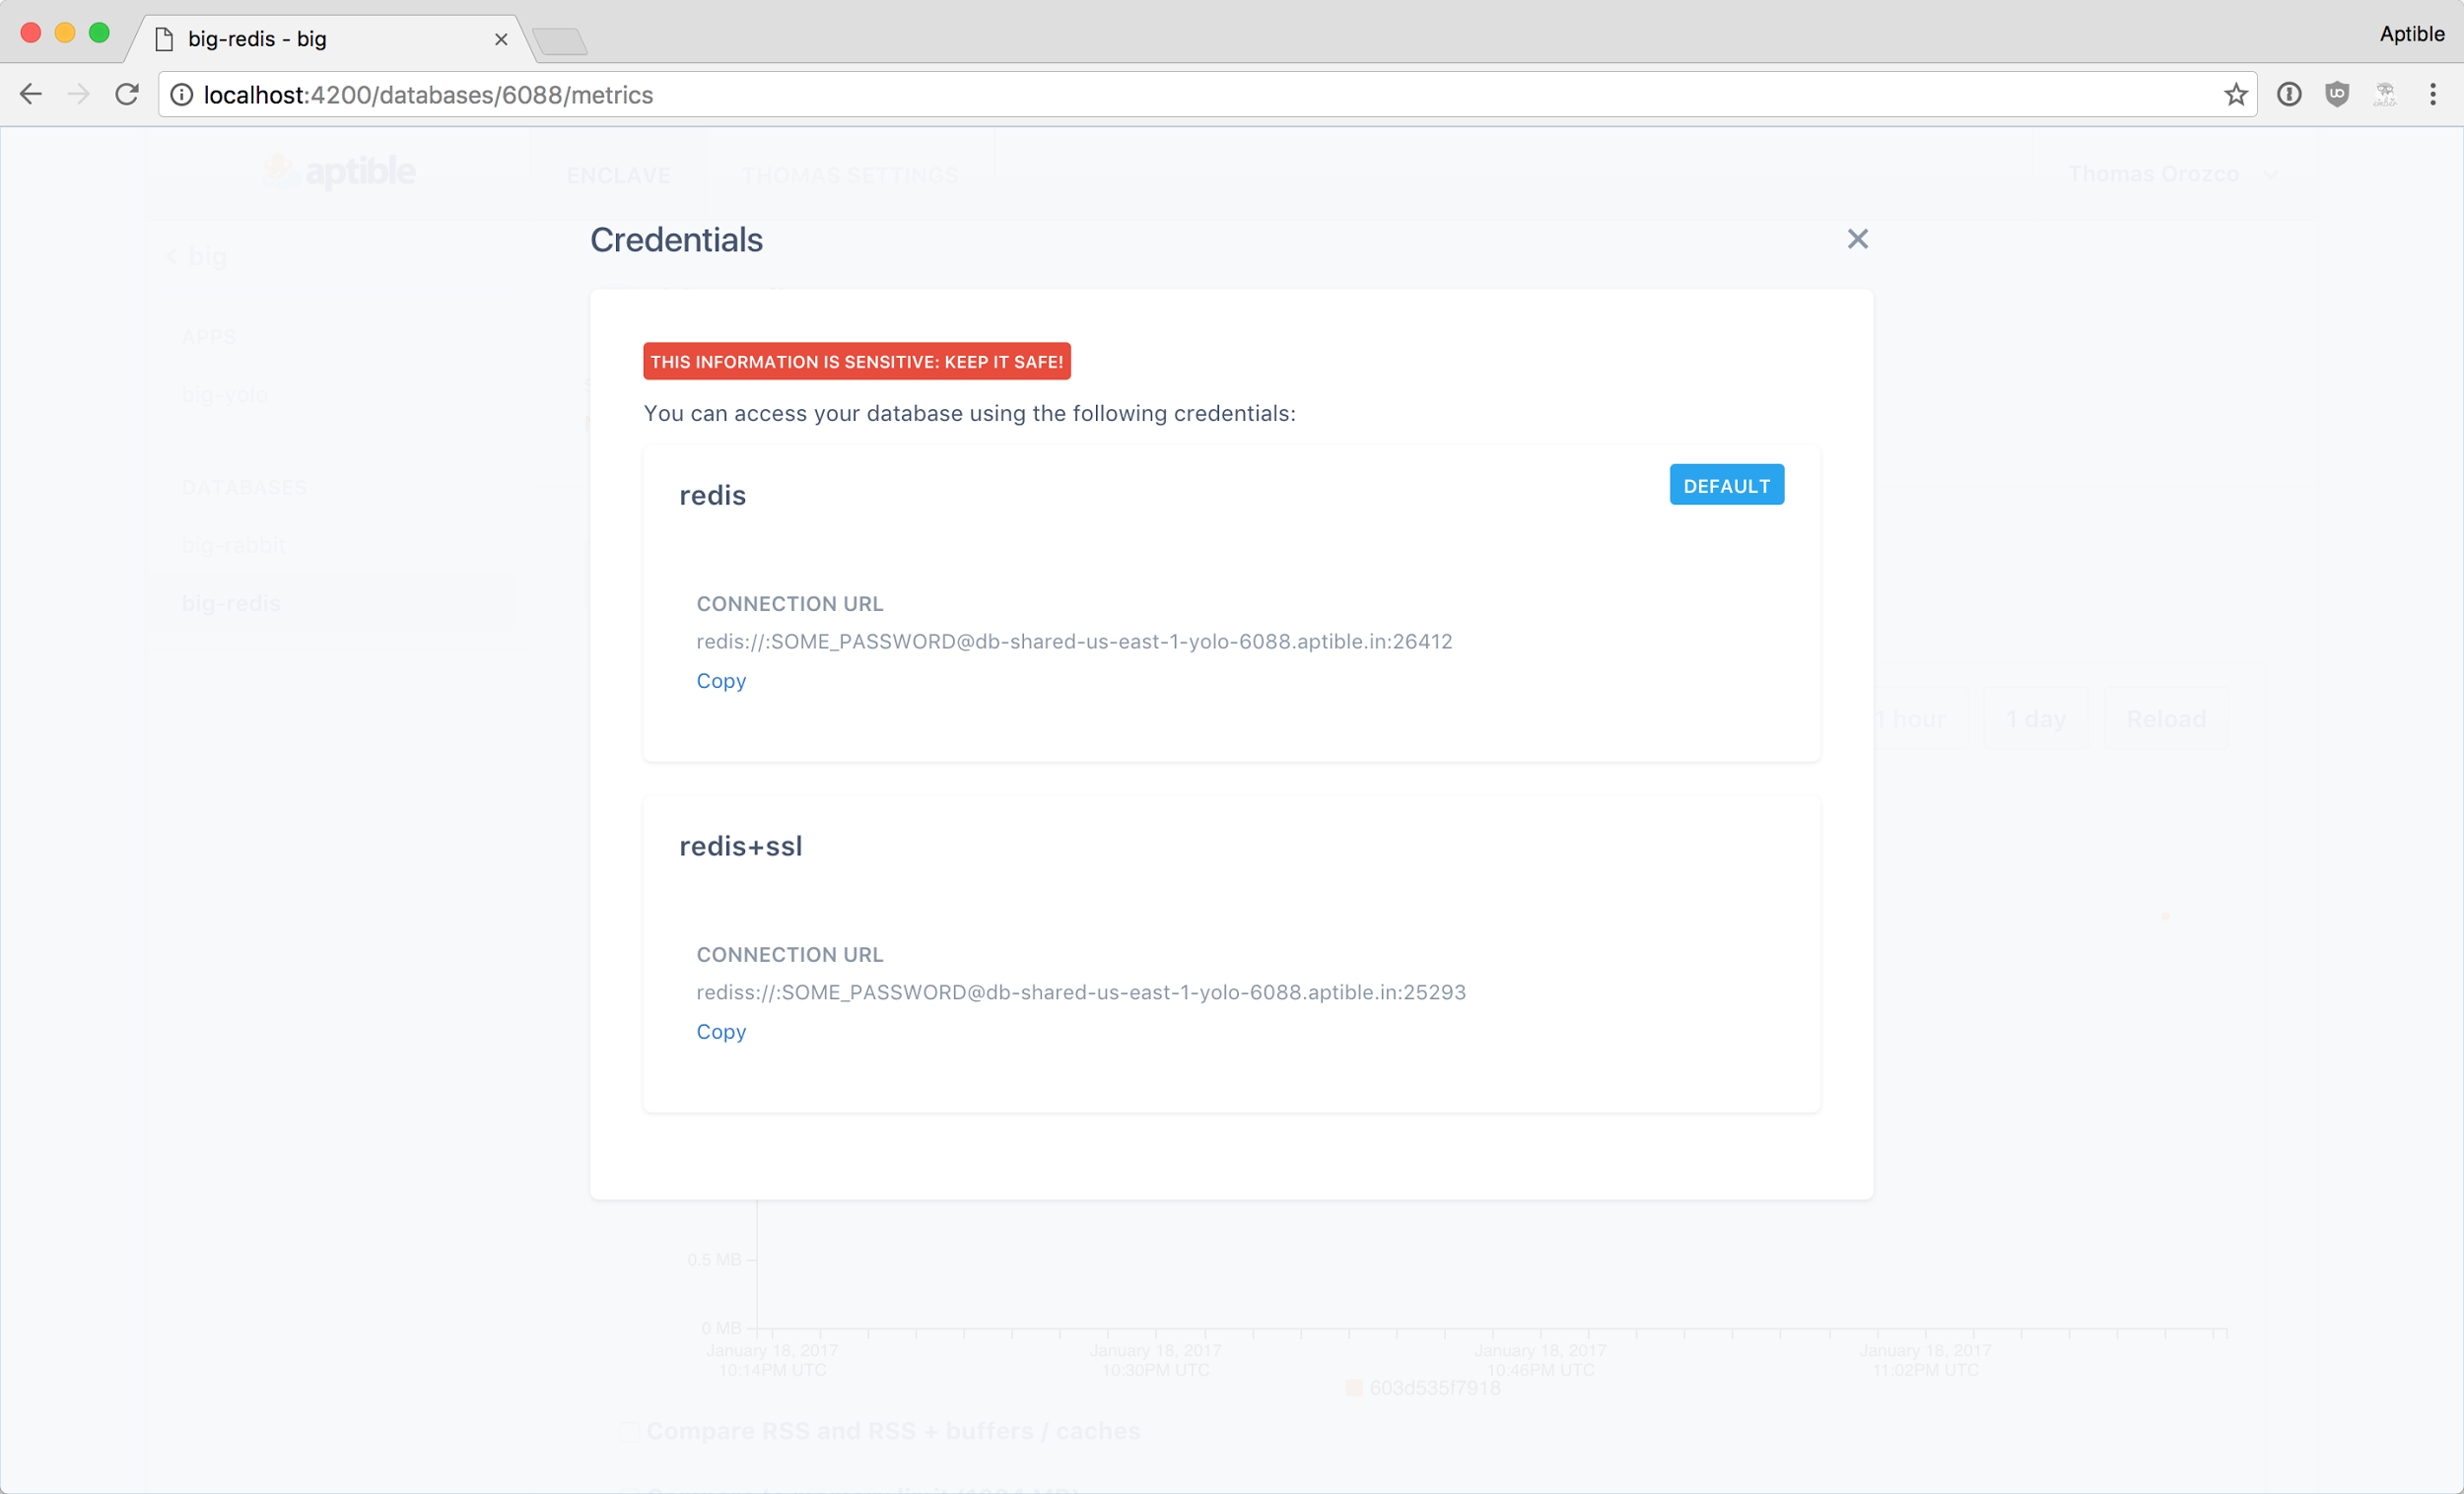 big-redis - big
Aptible
localhost:4200/databases/6088/metrics
aptible
ENCLAVE
THOMAS SETTINGS
Thomas Orozco
Credentials
big
APPS
THIS INFORMATION IS SENSITIVE: KEEP IT SAFE!
big-yolo
You can access your database using the following credentials:
DATABASES
redis
DEFAULT
big-rabbit
big-redis
CONNECTION URL
redis://:SOME_PASSWORD@db-shared-us-east-1-yolo-6088.aptible.in:26412
Copy
1 hour
1 day
Reload
redis+ssl
CONNECTION URL
rediss://:SOME_PASSWORD@db-shared-us-east-1-yolo-6088.aptible.in:25293
Copy
0.5 MB
0 MB
January 18, 2017
10:14PM UTC
January 18, 2017
10:30PM UTC
January 18, 2017
10:46PM UTC
January 18, 2017
11:02PM UTC
603d535f7918
Compare RSS and RSS + buffers / caches